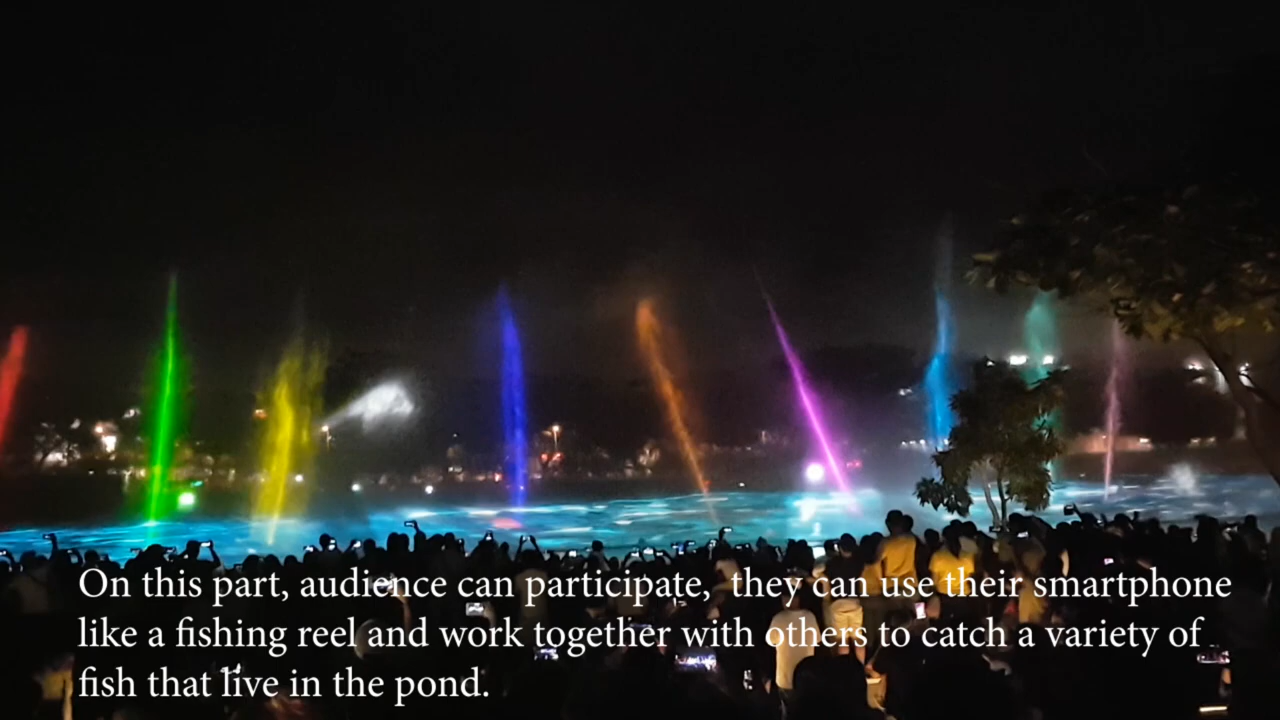 On this part, audience can participate,  they can use their smartphone
like a fishing reel and work together with others to catch a variety of
fish that live in the pond.